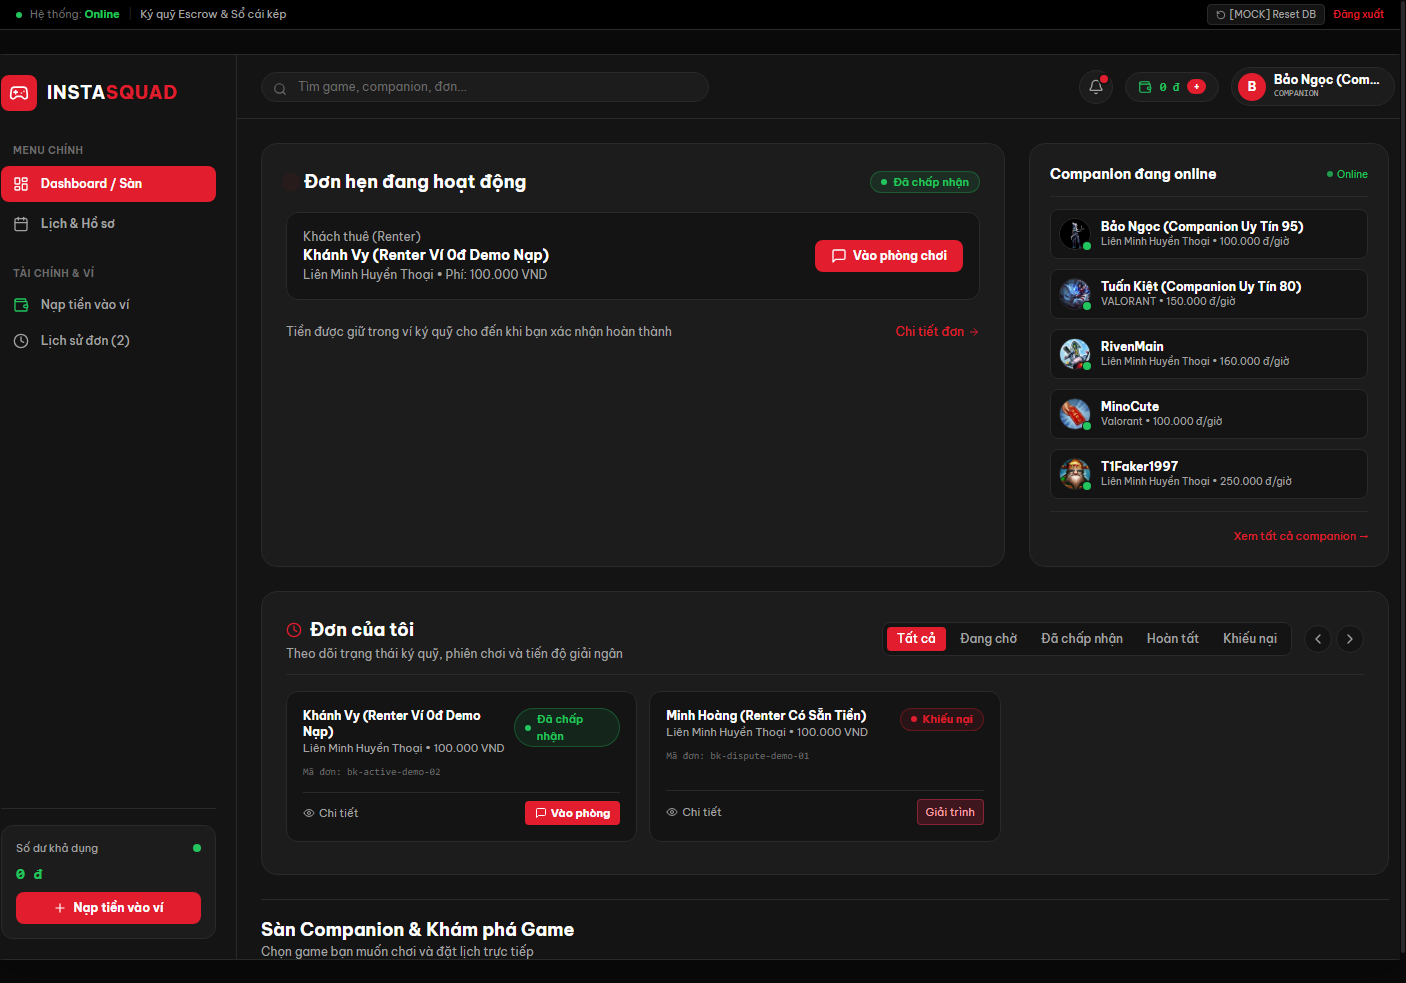 Hệ thống: Online
Ký quỹ Escrow & Sổ cái kép
[MOCK] Reset DB
Đăng xuất
INSTASQUAD
Tìm game, companion, đơn...
0 đ
+
B
Bảo Ngọc (Com...
COMPANION
MENU CHÍNH
Dashboard / Sàn
Lịch & Hồ sơ
TÀI CHÍNH & VÍ
Nạp tiền vào ví
Lịch sử đơn (2)
Số dư khả dụng
0 đ
+ Nạp tiền vào ví
Đơn hẹn đang hoạt động
Đã chấp nhận
Khách thuê (Renter)
Khánh Vy (Renter Ví 0đ Demo Nạp)
Liên Minh Huyền Thoại • Phí: 100.000 VND
Vào phòng chơi
Tiền được giữ trong ví ký quỹ cho đến khi bạn xác nhận hoàn thành
Chi tiết đơn →
Companion đang online
Online
Bảo Ngọc (Companion Uy Tín 95)
Liên Minh Huyền Thoại • 100.000 đ/giờ
Tuấn Kiệt (Companion Uy Tín 80)
VALORANT • 150.000 đ/giờ
RivenMain
Liên Minh Huyền Thoại • 160.000 đ/giờ
MinoCute
Valorant • 100.000 đ/giờ
T1Faker1997
Liên Minh Huyền Thoại • 250.000 đ/giờ
Xem tất cả companion →
Đơn của tôi
Theo dõi trạng thái ký quỹ, phiên chơi và tiến độ giải ngân
Tất cả
Đang chờ
Đã chấp nhận
Hoàn tất
Khiếu nại
Khánh Vy (Renter Ví 0đ Demo
Nạp)
Đã chấp
nhận
Liên Minh Huyền Thoại • 100.000 VND
Mã đơn: bk-active-demo-02
Chi tiết
Vào phòng
Minh Hoàng (Renter Có Sẵn Tiền)
Khiếu nại
Liên Minh Huyền Thoại • 100.000 VND
Mã đơn: bk-dispute-demo-01
Chi tiết
Giải trình
Sàn Companion & Khám phá Game
Chọn game bạn muốn chơi và đặt lịch trực tiếp